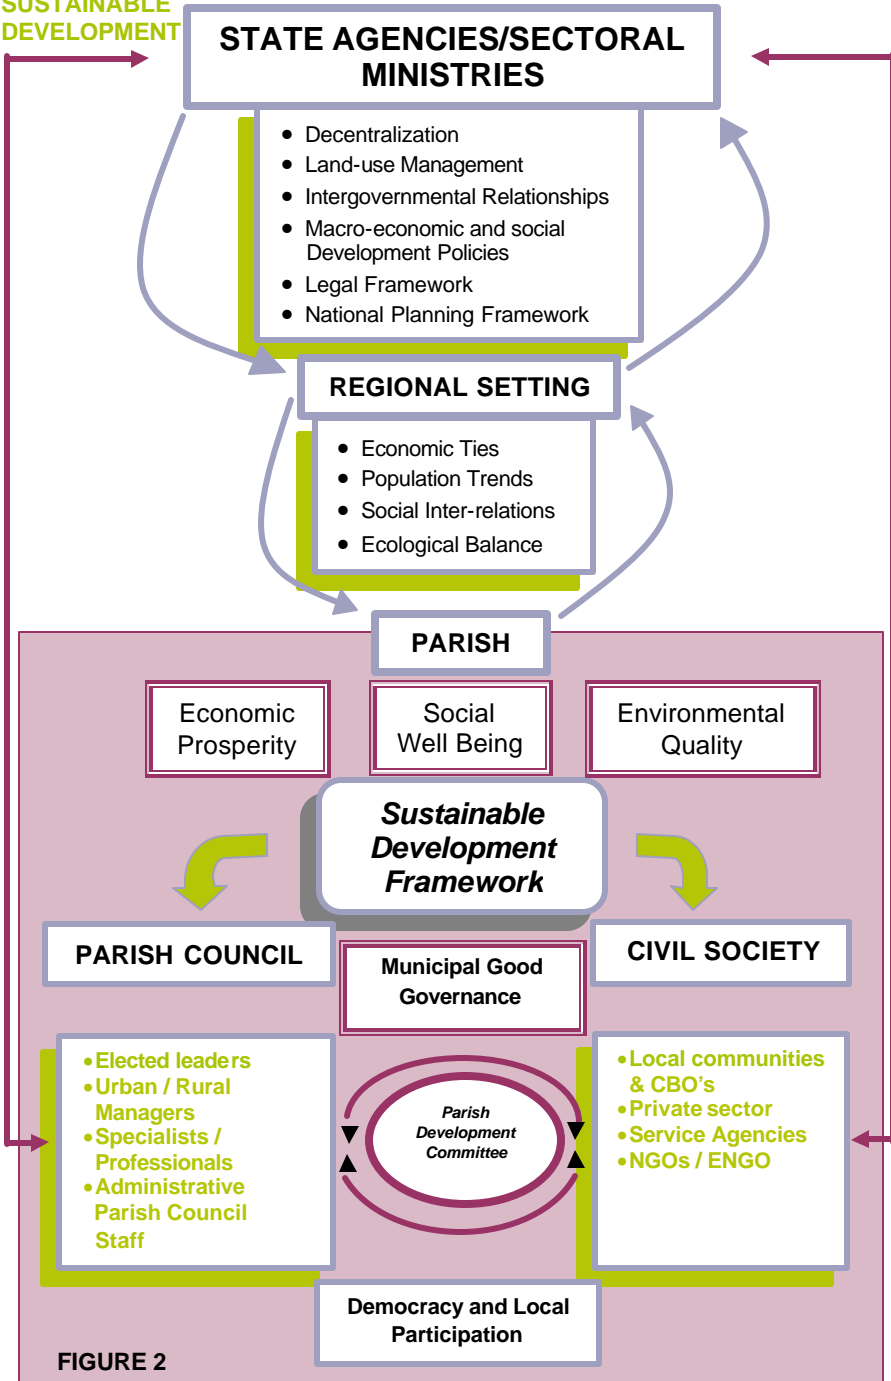 SUSTAINABLE
DEVELOPMENT
STATE AGENCIES/SECTORAL
MINISTRIES
• Decentralization
• Land-use Management
• Intergovernmental Relationships
• Macro-economic and social
Development Policies
• Legal Framework
• National Planning Framework
REGIONAL SETTING
• Economic Ties
• Population Trends
• Social Inter-relations
• Ecological Balance
PARISH
Economic
Prosperity
Social
Well Being
Environmental
Quality
Sustainable
Development
Framework
PARISH COUNCIL
Municipal Good
Governance
CIVIL SOCIETY
• Elected leaders
• Urban / Rural
Managers
• Specialists /
Professionals
• Administrative
Parish Council
Staff
Parish
Development
Committee
• Local communities
& CBO's
• Private sector
• Service Agencies
• NGOs / ENGO
Democracy and Local
Participation
FIGURE 2